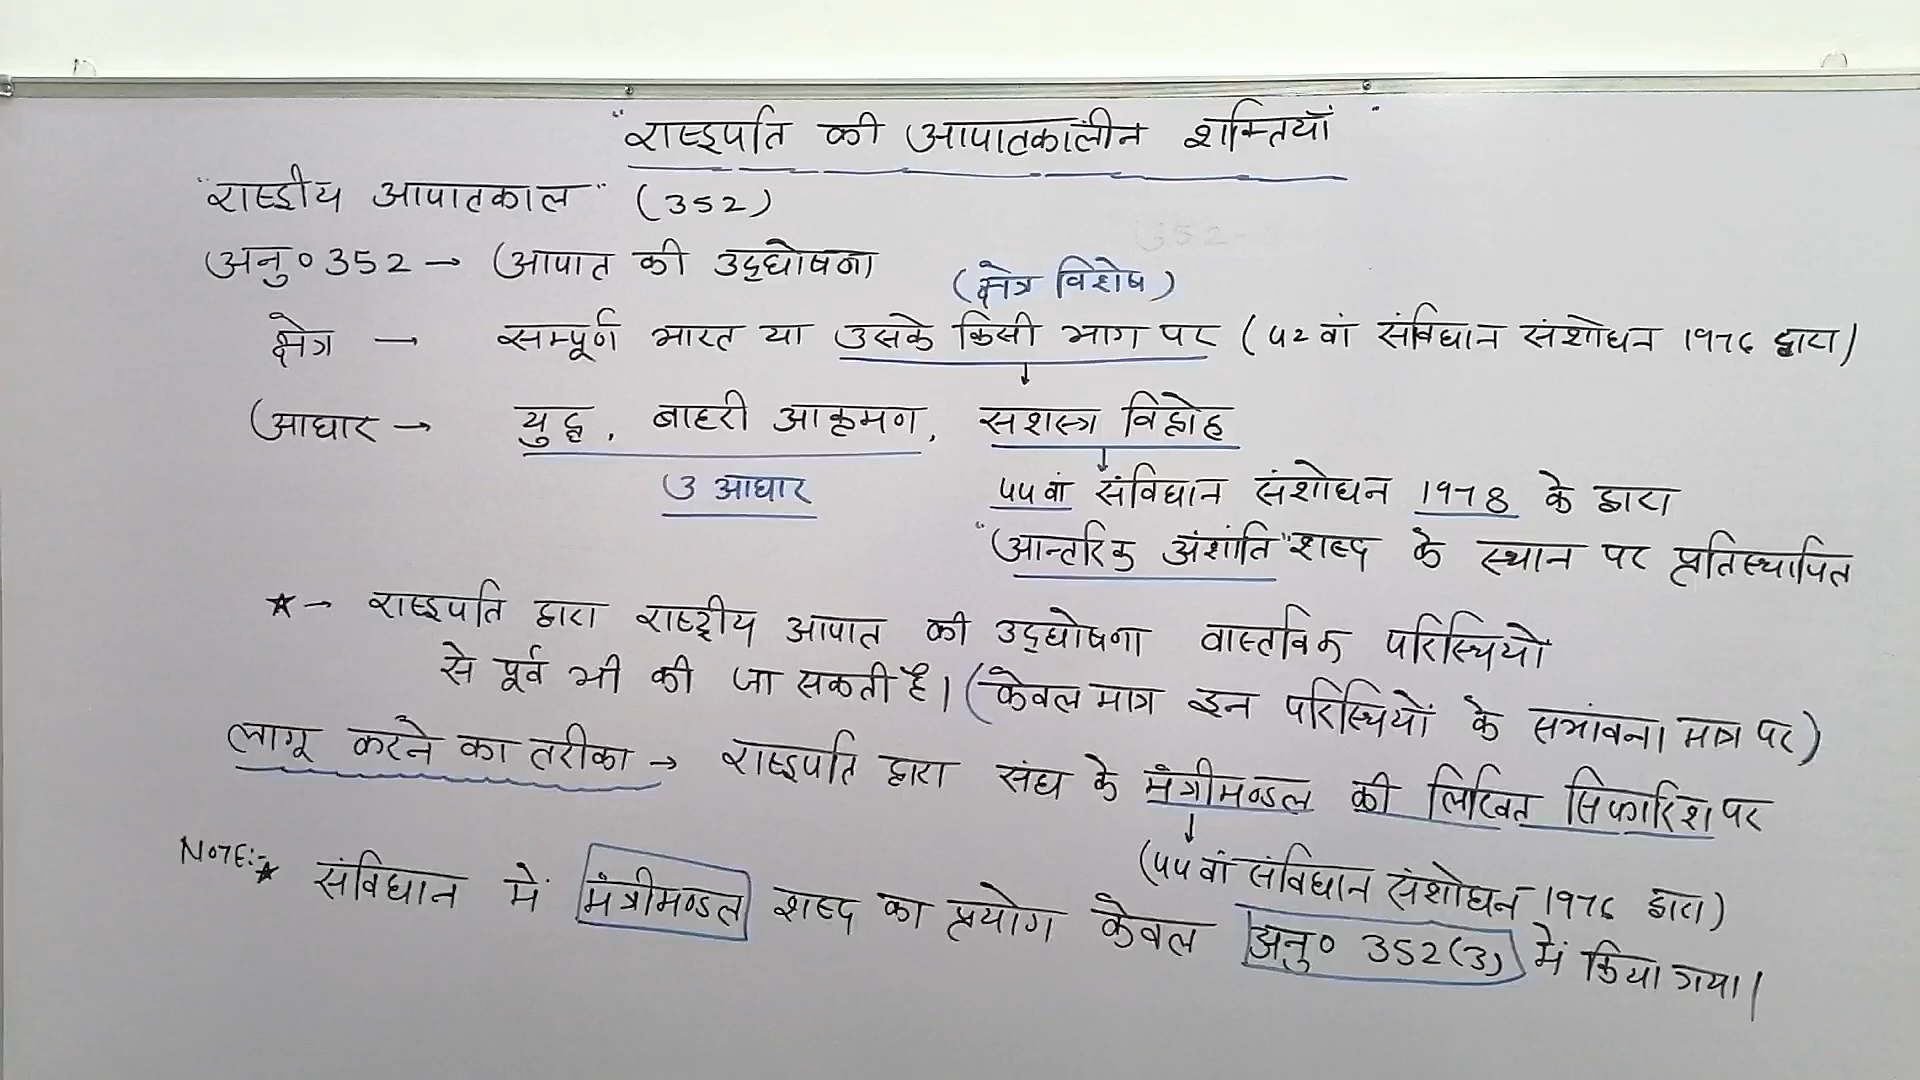 "राष्ट्रपति की आपातकालीन शक्तियाँ"
"राष्ट्रीय आपातकाल" (352)
अनु० 352 → आपात की उद्घोषणा
(क्षेत्र विशेष)
क्षेत्र → सम्पूर्ण भारत या उसके किसी भाग पर (42 वां संविधान संशोधन 1976 द्वारा)
आधार → युद्ध, बाहरी आक्रमण, सशस्त्र विद्रोह
3 आधार
44 वां संविधान संशोधन 1978 के द्वारा
"आन्तरिक अंशांति" शब्द के स्थान पर प्रतिस्थापित
★→ राष्ट्रपति द्वारा राष्ट्रीय आपात की उद्घोषणा वास्तविक परिस्थियों
से पूर्व भी की जा सकती है। (केवल मात्र इन परिस्थियों के सभांवना मात्र पर)
लागू करने का तरीका → राष्ट्रपति द्वारा संघ के मंत्रीमण्डल की लिखित सिफारिश पर
(44 वां संविधान संशोधन 1976 द्वारा)
NOTE:-★ संविधान में मंत्रीमण्डल शब्द का प्रयोग केवल अनु० 352(3) में किया गया।